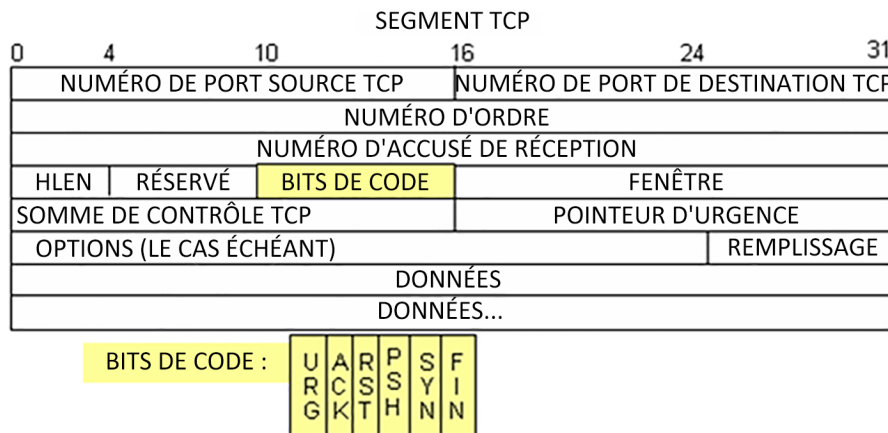 SEGMENT TCP
0 4 10 16 24 31
NUMÉRO DE PORT SOURCE TCP NUMÉRO DE PORT DE DESTINATION TCP
NUMÉRO D'ORDRE
NUMÉRO D'ACCUSÉ DE RÉCEPTION
HLEN RÉSERVÉ BITS DE CODE FENÊTRE
SOMME DE CONTRÔLE TCP POINTEUR D'URGENCE
OPTIONS (LE CAS ÉCHÉANT) REMPLISSAGE
DONNÉES
DONNÉES...
BITS DE CODE : URG ACK RST PSH SYN FIN